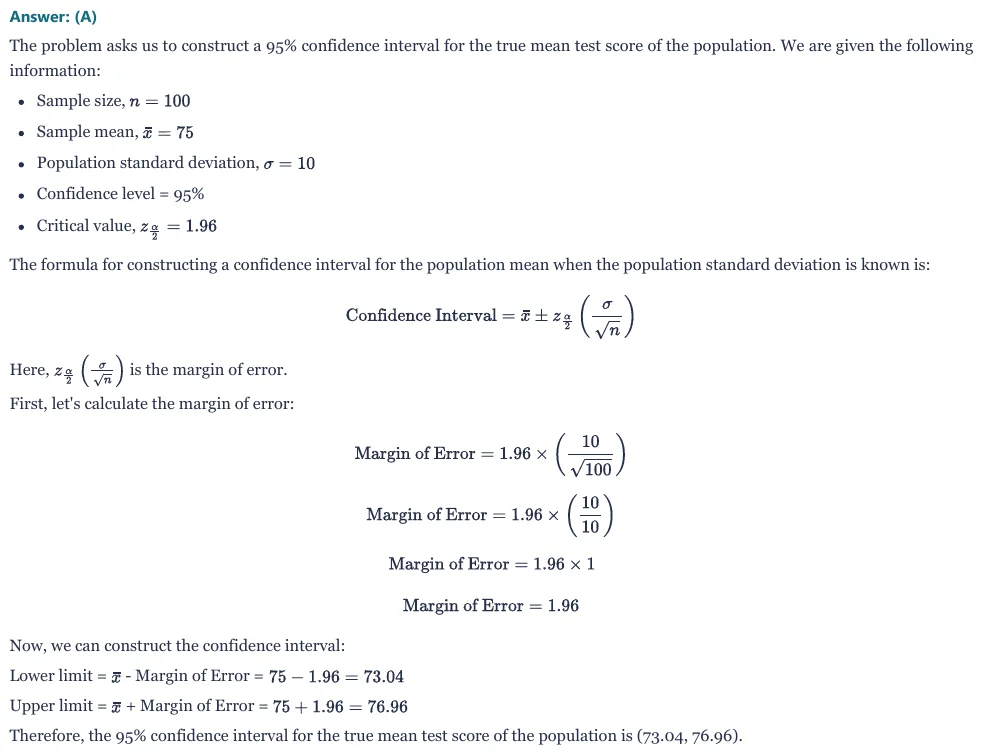 Answer: (A)
The problem asks us to construct a 95% confidence interval for the true mean test score of the population. We are given the following
information:
• Sample size, n = 100
• Sample mean, x̄ = 75
• Population standard deviation, σ = 10
• Confidence level = 95%
• Critical value, z_{α/2} = 1.96
The formula for constructing a confidence interval for the population mean when the population standard deviation is known is:
Confidence Interval = x̄ ± z_{α/2} (σ/√n)
Here, z_{α/2} (σ/√n) is the margin of error.
First, let's calculate the margin of error:
Margin of Error = 1.96 × (10/√100)
Margin of Error = 1.96 × (10/10)
Margin of Error = 1.96 × 1
Margin of Error = 1.96
Now, we can construct the confidence interval:
Lower limit = x̄ - Margin of Error = 75 − 1.96 = 73.04
Upper limit = x̄ + Margin of Error = 75 + 1.96 = 76.96
Therefore, the 95% confidence interval for the true mean test score of the population is (73.04, 76.96).